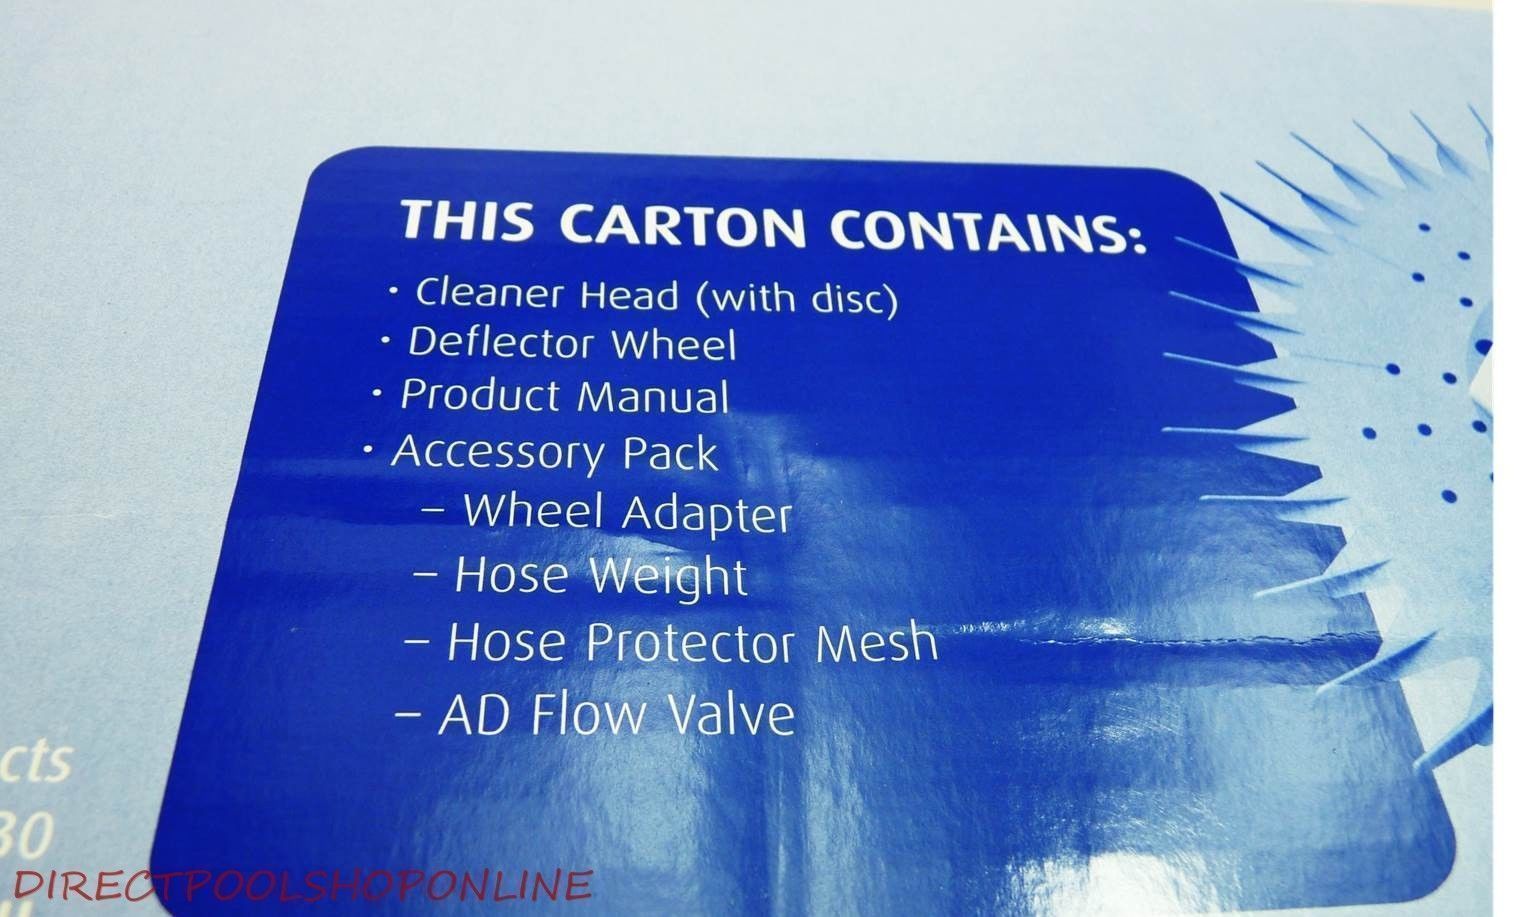 THIS CARTON CONTAINS:
• Cleaner Head (with disc)
• Deflector Wheel
• Product Manual
• Accessory Pack
– Wheel Adapter
– Hose Weight
– Hose Protector Mesh
– AD Flow Valve
cts
30
DIRECTPOOLSHOPONLINE